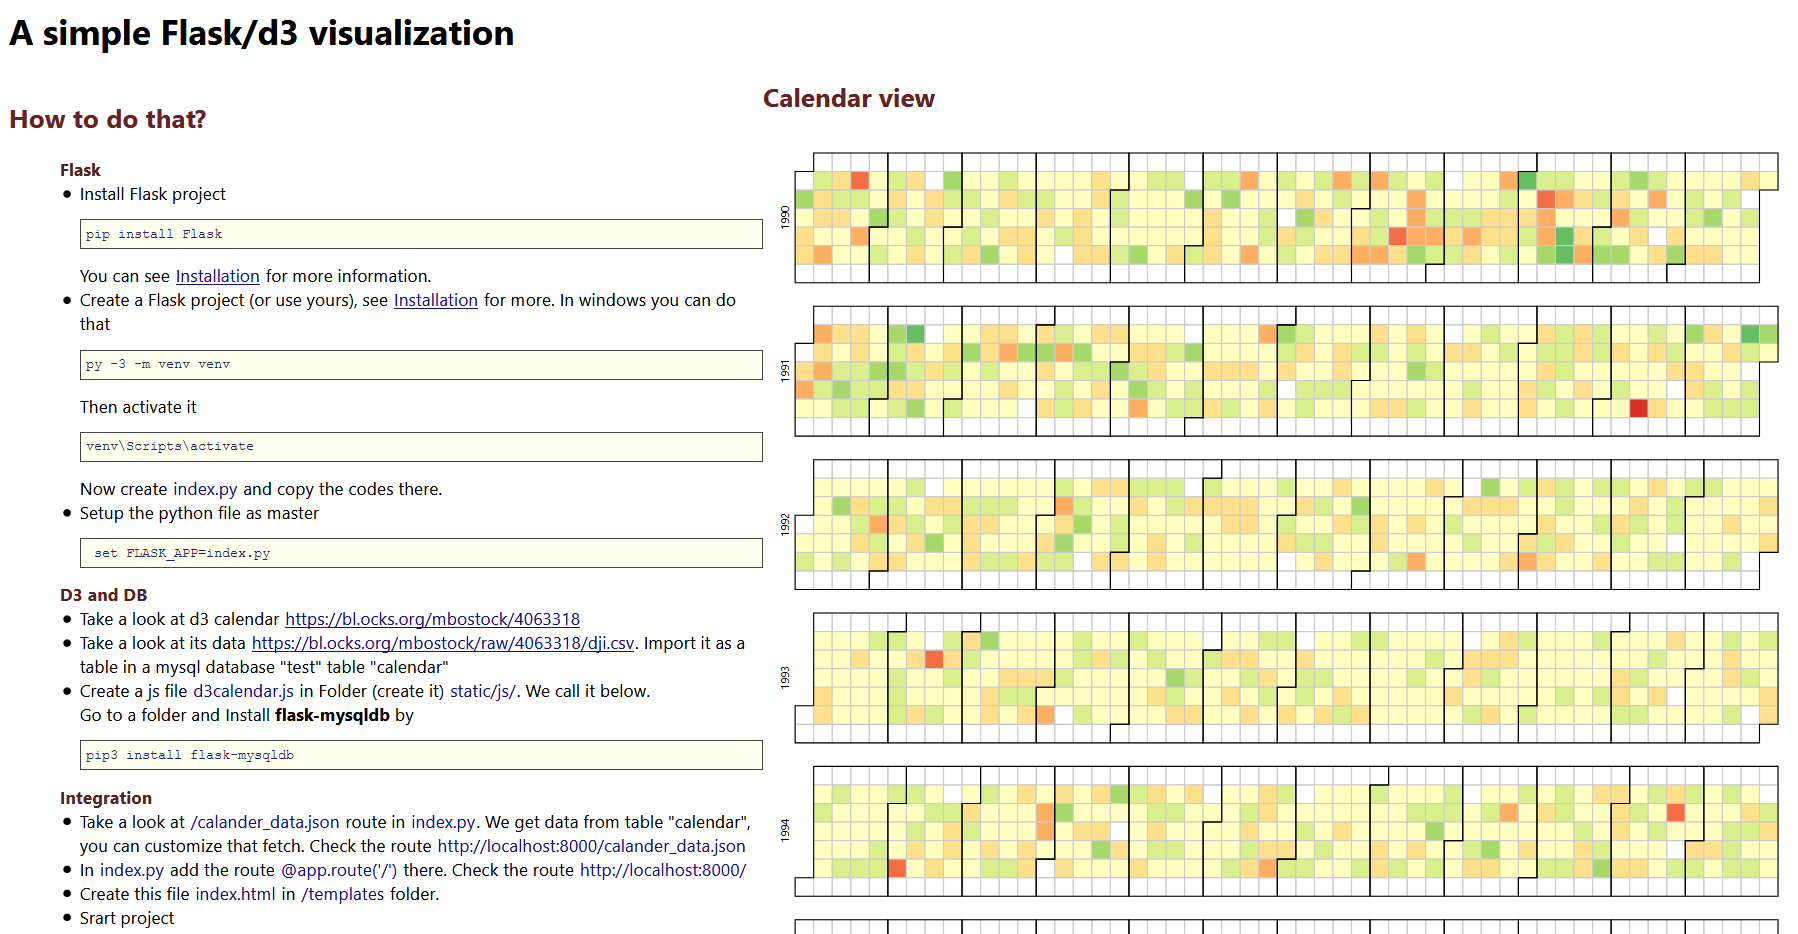 A simple Flask/d3 visualization
How to do that?
Flask
Install Flask project
pip install Flask
You can see Installation for more information.
Create a Flask project (or use yours), see Installation for more. In windows you can do
that
py -3 -m venv venv
Then activate it
venv\Scripts\activate
Now create index.py and copy the codes there.
Setup the python file as master
set FLASK_APP=index.py
D3 and DB
Take a look at d3 calendar https://bl.ocks.org/mbostock/4063318
Take a look at its data https://bl.ocks.org/mbostock/raw/4063318/dji.csv. Import it as a
table in a mysql database "test" table "calendar"
Create a js file d3calendar.js in Folder (create it) static/js/. We call it below.
Go to a folder and Install flask-mysqldb by
pip3 install flask-mysqldb
Integration
Take a look at /calander_data.json route in index.py. We get data from table "calendar",
you can customize that fetch. Check the route http://localhost:8000/calander_data.json
In index.py add the route @app.route('/') there. Check the route http://localhost:8000/
Create this file index.html in /templates folder.
Srart project
Calendar view
1990
1991
1992
1993
1994